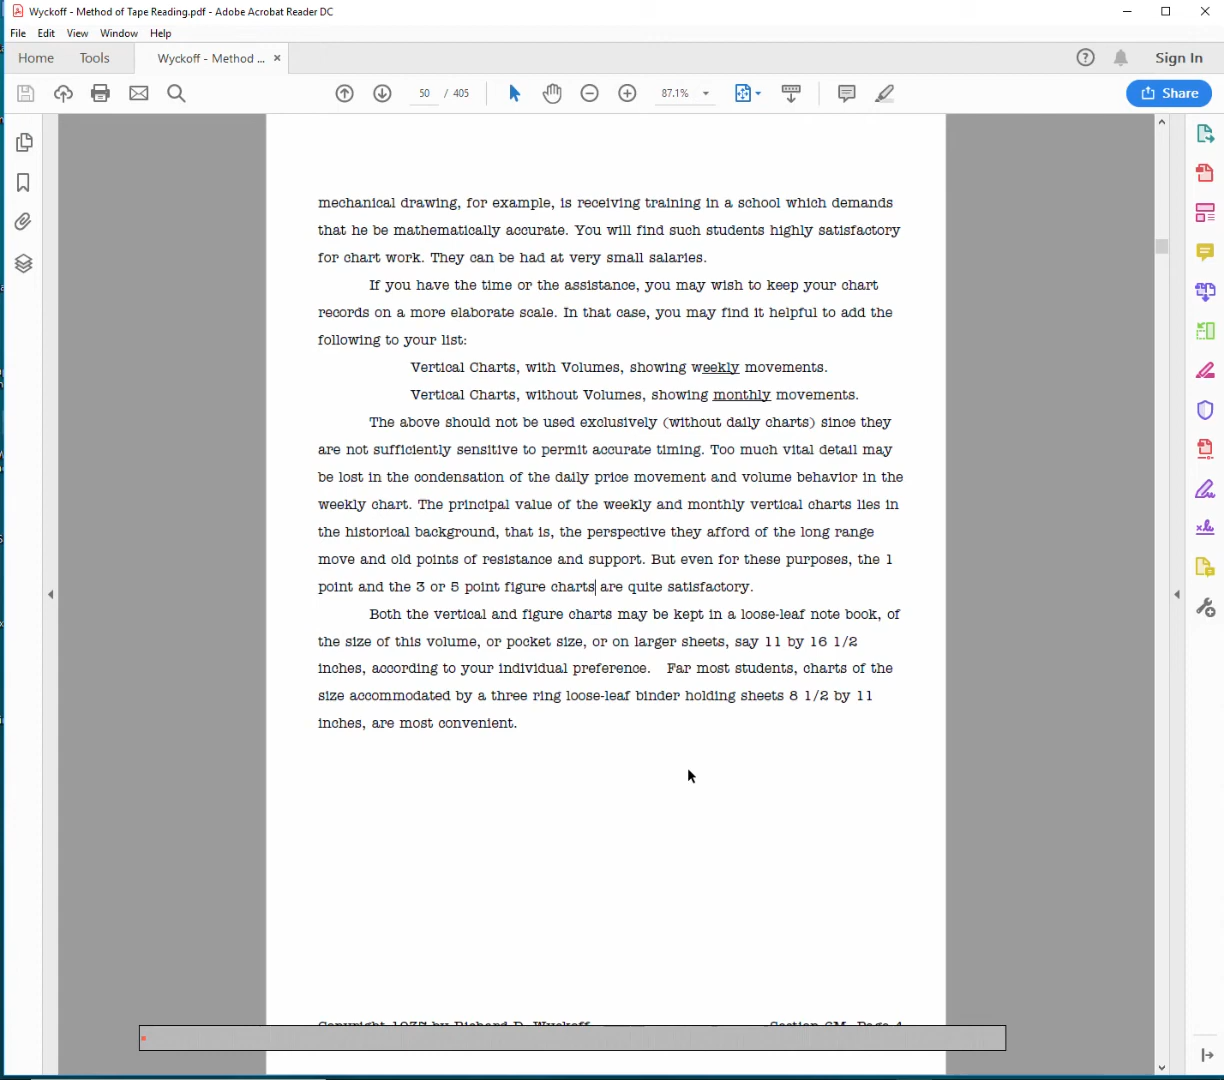 Wyckoff - Method of Tape Reading.pdf - Adobe Acrobat Reader DC
File Edit View Window Help
Home Tools Wyckoff - Method ... × Sign In
50 / 405 87.1% Share
mechanical drawing, for example, is receiving training in a school which demands
that he be mathematically accurate. You will find such students highly satisfactory
for chart work. They can be had at very small salaries.
If you have the time or the assistance, you may wish to keep your chart
records on a more elaborate scale. In that case, you may find it helpful to add the
following to your list:
Vertical Charts, with Volumes, showing weekly movements.
Vertical Charts, without Volumes, showing monthly movements.
The above should not be used exclusively (without daily charts) since they
are not sufficiently sensitive to permit accurate timing. Too much vital detail may
be lost in the condensation of the daily price movement and volume behavior in the
weekly chart. The principal value of the weekly and monthly vertical charts lies in
the historical background, that is, the perspective they afford of the long range
move and old points of resistance and support. But even for these purposes, the 1
point and the 3 or 5 point figure charts are quite satisfactory.
Both the vertical and figure charts may be kept in a loose-leaf note book, of
the size of this volume, or pocket size, or on larger sheets, say 11 by 16 1/2
inches, according to your individual preference. Far most students, charts of the
size accommodated by a three ring loose-leaf binder holding sheets 8 1/2 by 11
inches, are most convenient.
Copyright 1937 by Richard D. Wyckoff Section 6M, Page 4